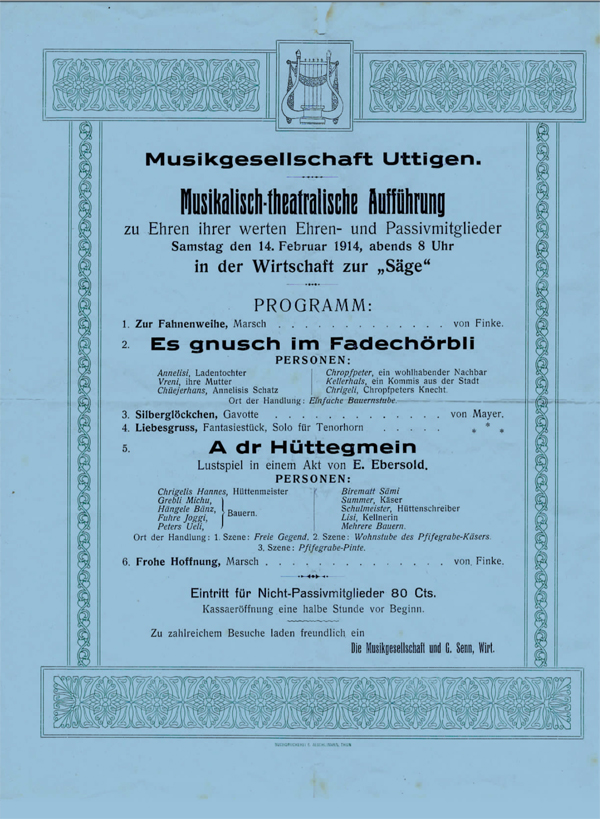 Musikgesellschaft Uttigen.
Musikalisch-theatralische Aufführung
zu Ehren ihrer werten Ehren- und Passivmitglieder
Samstag den 14. Februar 1914, abends 8 Uhr
in der Wirtschaft zur „Säge“
PROGRAMM:
1. Zur Fahnenweihe, Marsch . . . . . . . . . . . . . von Finke.
2. Es gnusch im Fadechörbli
PERSONEN:
Annelisi, Ladentochter
Vreni, ihre Mutter
Chüejerhans, Annelisis Schatz
Chropfpeter, ein wohlhabender Nachbar
Kellerhals, ein Kommis aus der Stadt
Chrigeli, Chropfpeters Knecht.
Ort der Handlung: Einfache Bauernstube.
3. Silberglöckchen, Gavotte . . . . . . . . . . . . von Mayer.
4. Liebesgruss, Fantasiestück, Solo für Tenorhorn . . . . . * * *
5. A dr Hüttegmein
Lustspiel in einem Akt von E. Ebersold.
PERSONEN:
Chrigelis Hannes, Hüttenmeister
Grebli Michu,
Hängele Bänz,
Fuhre Joggi,
Peters Ueli,
Bauern.
Birematt Sämi
Summer, Käser
Schulmeister, Hüttenschreiber
Lisi, Kellnerin
Mehrere Bauern.
Ort der Handlung: 1. Szene: Freie Gegend, 2. Szene: Wohnstube des Pfifegrabe-Käsers.
3. Szene: Pfifegrabe-Pinte.
6. Frohe Hoffnung, Marsch . . . . . . . . . . . . . von Finke.
Eintritt für Nicht-Passivmitglieder 80 Cts.
Kassaeröffnung eine halbe Stunde vor Beginn.
Zu zahlreichem Besuche laden freundlich ein
Die Musikgesellschaft und G. Senn, Wirt.